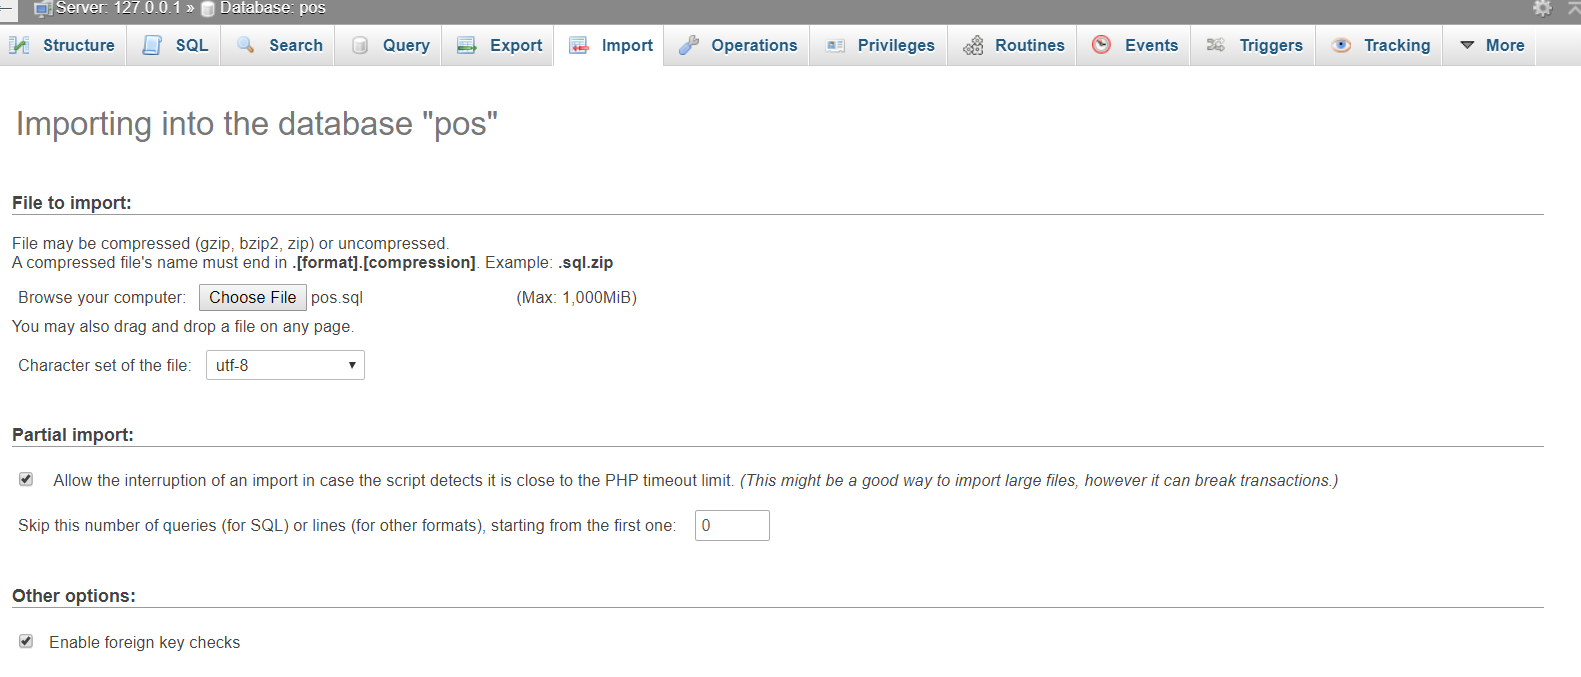 Server: 127.0.0.1 » Database: pos
Structure SQL Search Query Export Import Operations Privileges Routines Events Triggers Tracking More
Importing into the database "pos"
File to import:
File may be compressed (gzip, bzip2, zip) or uncompressed.
A compressed file's name must end in .[format].[compression]. Example: .sql.zip
Browse your computer: Choose File pos.sql (Max: 1,000MiB)
You may also drag and drop a file on any page.
Character set of the file: utf-8
Partial import:
Allow the interruption of an import in case the script detects it is close to the PHP timeout limit. (This might be a good way to import large files, however it can break transactions.)
Skip this number of queries (for SQL) or lines (for other formats), starting from the first one: 0
Other options:
Enable foreign key checks